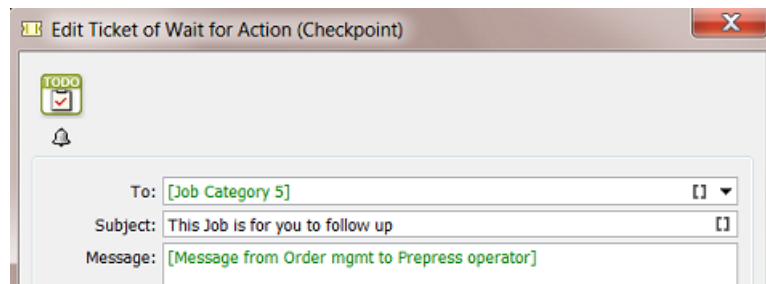 Edit Ticket of Wait for Action (Checkpoint)
TODO
To: [Job Category 5] []
Subject: This Job is for you to follow up []
Message: [Message from Order mgmt to Prepress operator]